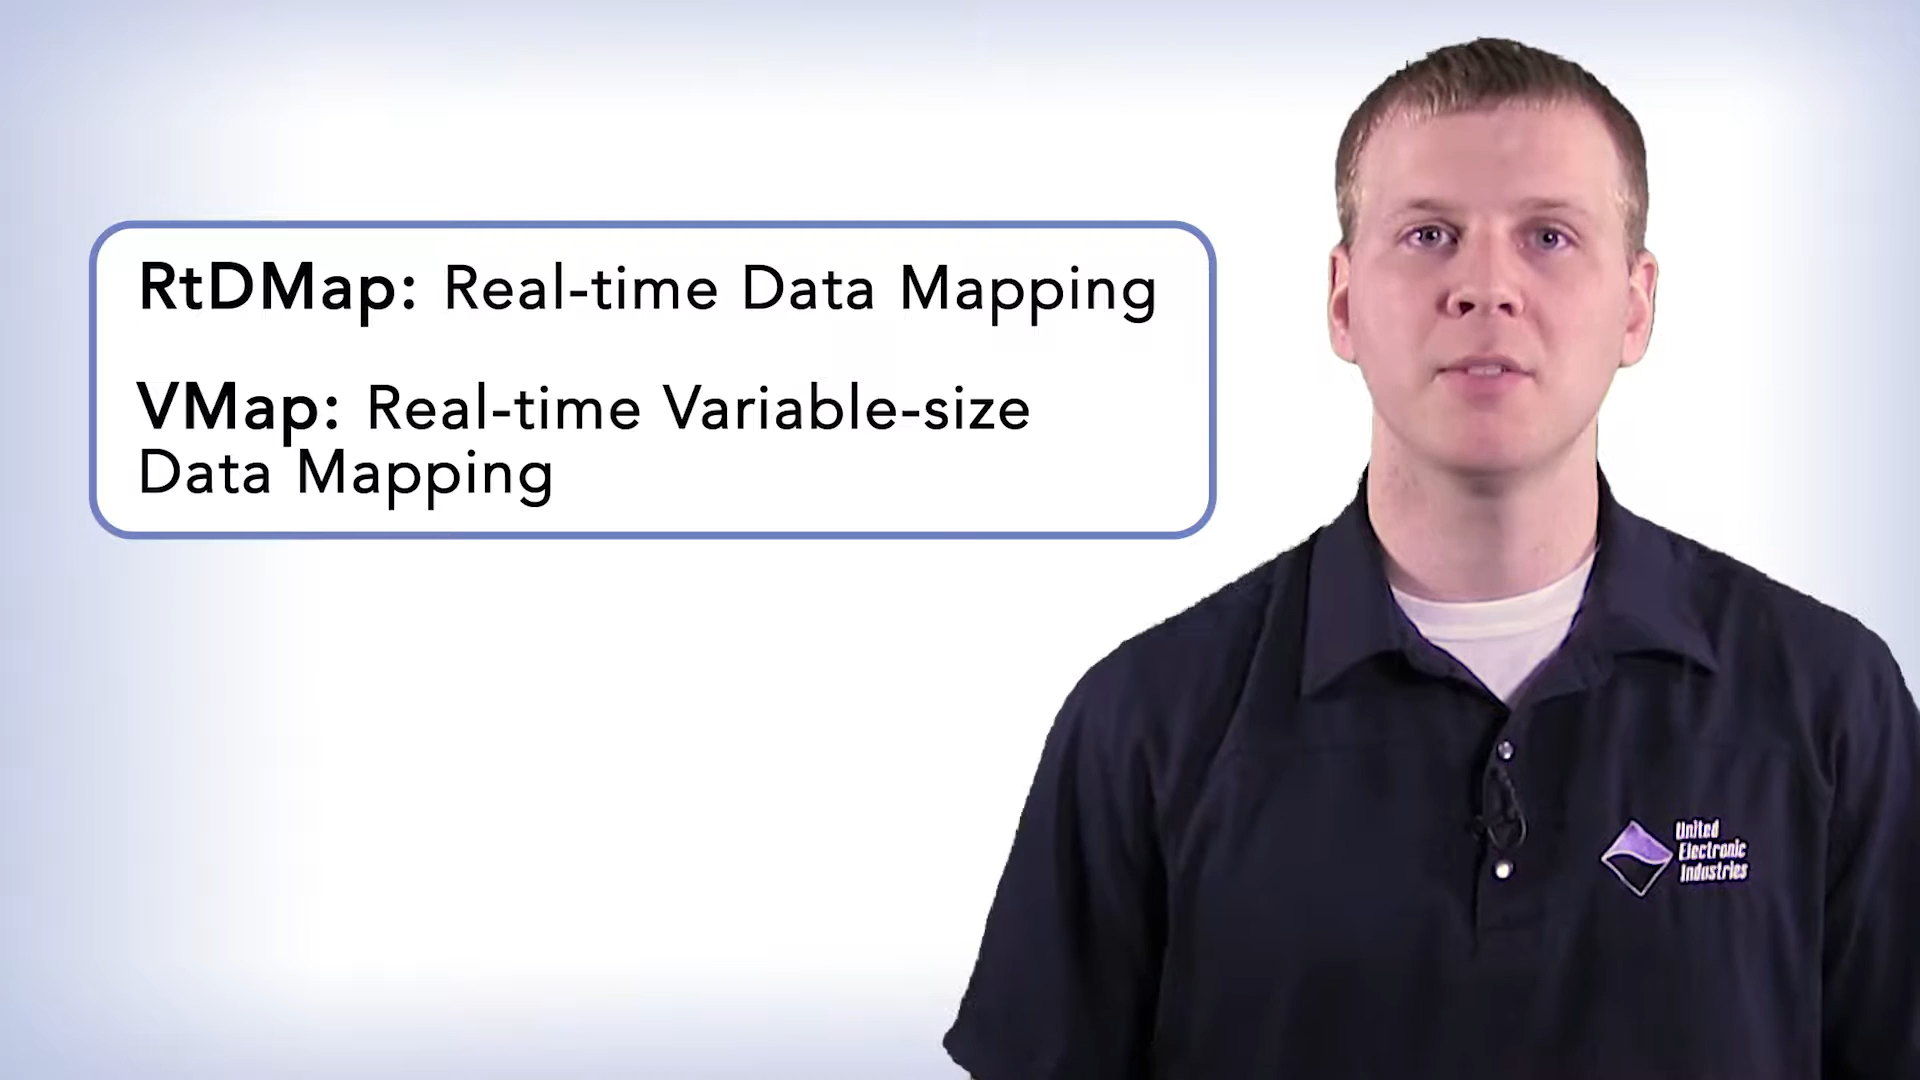 RtDMap: Real-time Data Mapping
VMap: Real-time Variable-size
Data Mapping
United
Electronic
Industries